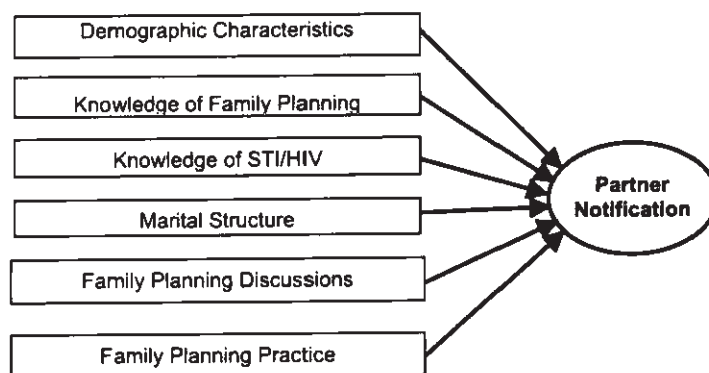 Demographic Characteristics
Knowledge of Family Planning
Knowledge of STI/HIV
Marital Structure
Family Planning Discussions
Family Planning Practice
Partner
Notification